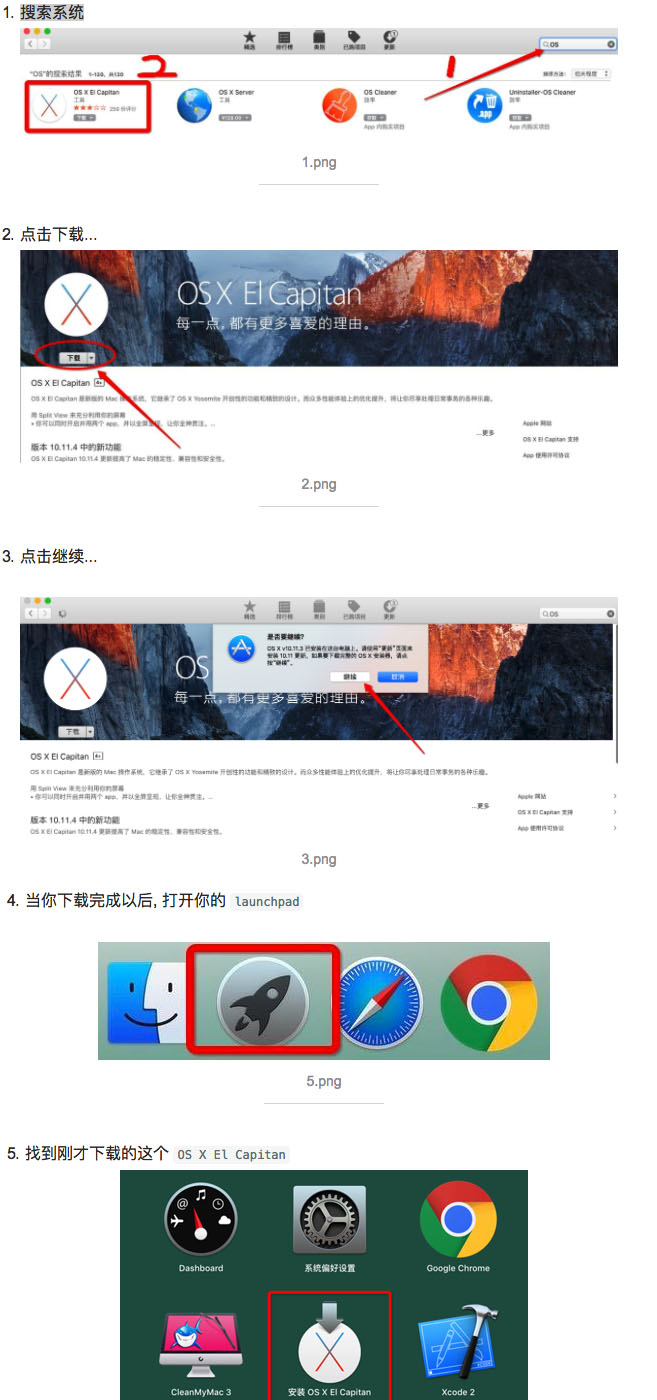 1. 搜索系统
精选
排行榜
类别
已购项目
更新
OS
2
1
"OS"的搜索结果 1-120, 共120
排序方法:
OS X El Capitan
工具
下载
OS X Server
工具
¥128.00
OS Cleaner
效率
获取
App 内购买项目
Uninstaller-OS Cleaner
效率
获取
App 内购买项目
1.png
2. 点击下载...
OS X El Capitan
每一点，都有更多喜爱的理由。
下载
OS X El Capitan 4+
OS X El Capitan 是新版的 Mac 操作系统，它继承了 OS X Yosemite 开创性的功能和精致的设计。而众多性能体验上的优化提升，将让你尽享处理日常事务的各种乐趣。
用 Split View 来充分利用你的屏幕
• 你可以同时开启并用两个 app，并以全屏呈现，让你全神贯注。...
...更多
版本 10.11.4 中的新功能
OS X El Capitan 10.11.4 更新提高了 Mac 的稳定性、兼容性和安全性。
Apple 网站
OS X El Capitan 支持
App 使用许可协议
2.png
3. 点击继续...
精选
排行榜
类别
已购项目
更新
OS
是否要继续?
OS X v10.11.3 已安装在这台电脑上。请使用“更新”页面来
安装 10.11 更新。如果要下载完整的 OS X 安装器，请点
按“继续”。
继续
取消
OS
每一点，都有更多喜爱的理由。
下载
OS X El Capitan 4+
OS X El Capitan 是新版的 Mac 操作系统，它继承了 OS X Yosemite 开创性的功能和精致的设计。而众多性能体验上的优化提升，将让你尽享处理日常事务的各种乐趣。
用 Split View 来充分利用你的屏幕
• 你可以同时开启并用两个 app，并以全屏呈现，让你全神贯注。...
...更多
版本 10.11.4 中的新功能
OS X El Capitan 10.11.4 更新提高了 Mac 的稳定性、兼容性和安全性。
Apple 网站
OS X El Capitan 支持
App 使用许可协议
3.png
4. 当你下载完成以后, 打开你的 launchpad
5.png
5. 找到刚才下载的这个 OS X El Capitan
Dashboard
系统偏好设置
Google Chrome
CleanMyMac 3
安装 OS X El Capitan
Xcode 2